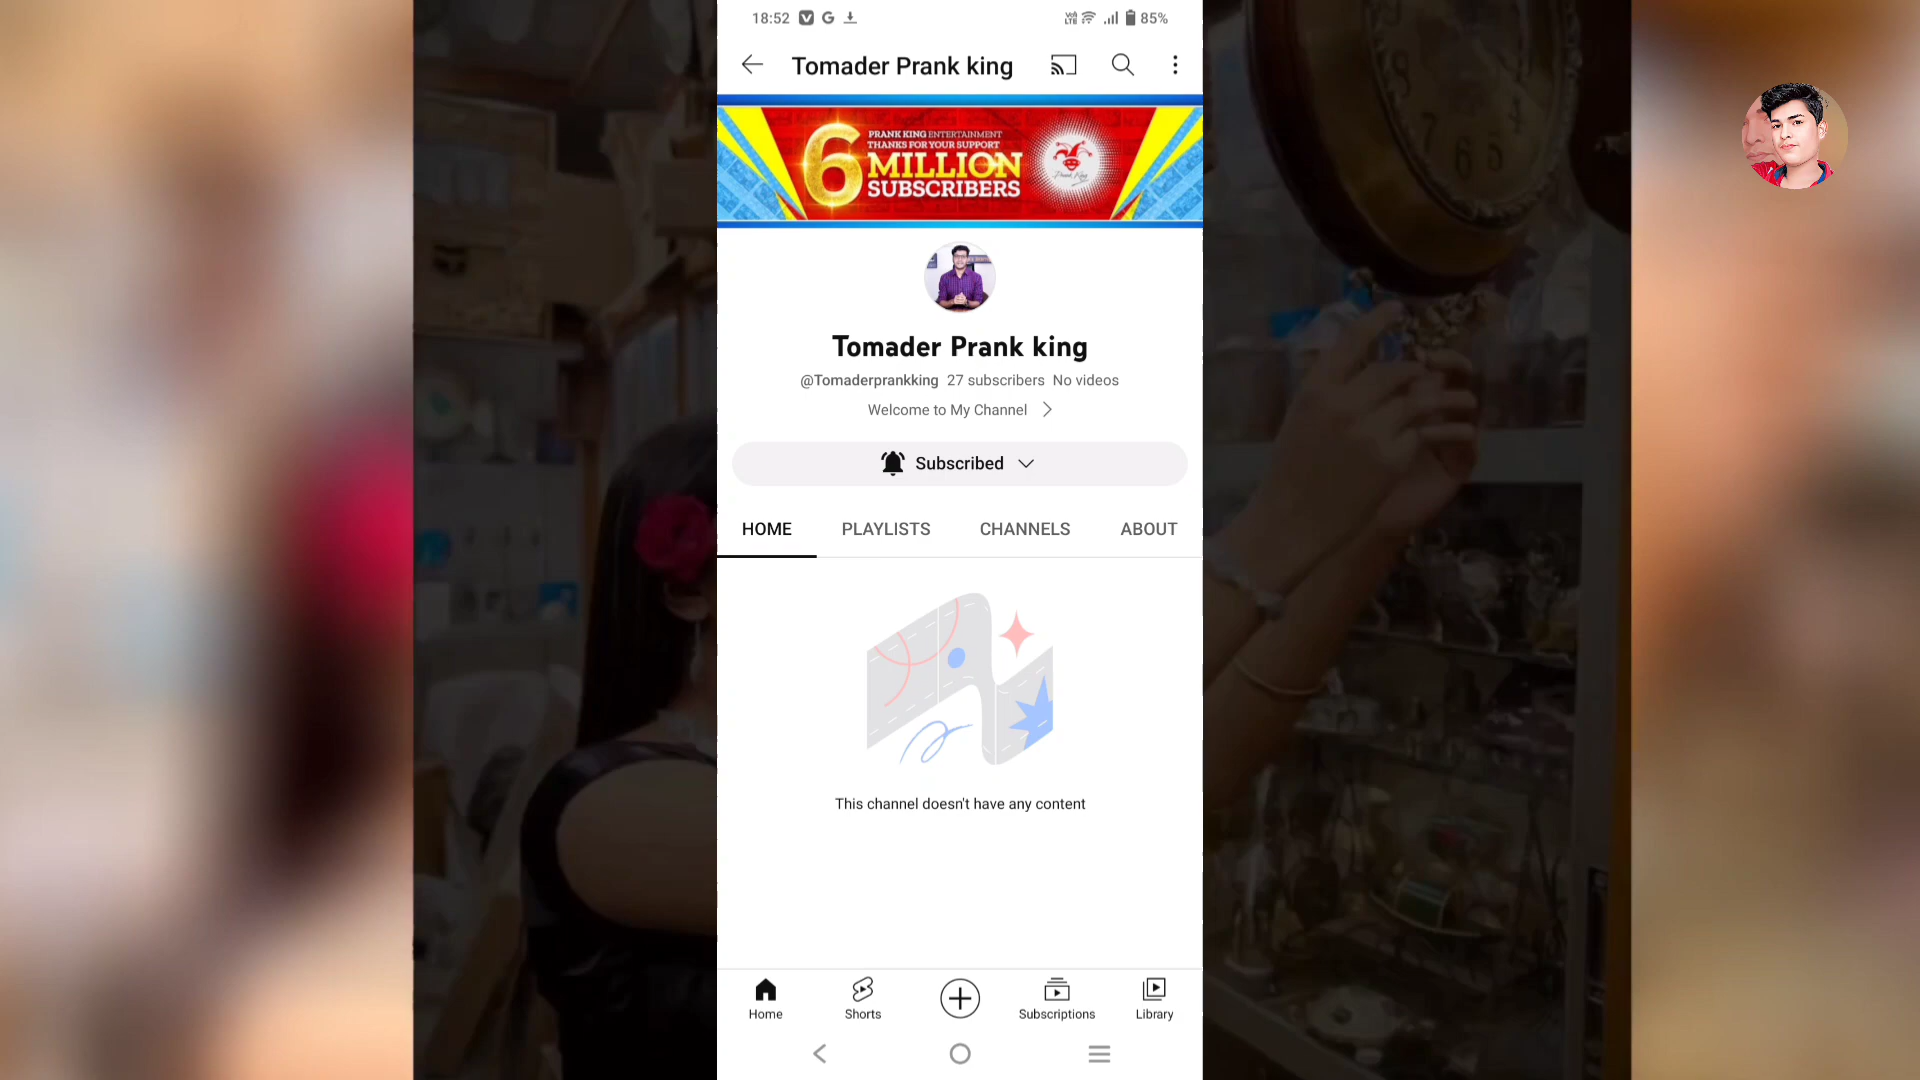 18:52
85%
Tomader Prank king
6
PRANK KING ENTERTAINMENT
THANKS FOR YOUR SUPPORT
MILLION
SUBSCRIBERS
Prank King
Tomader Prank king
@Tomaderprankking 27 subscribers No videos
Welcome to My Channel
Subscribed
HOME PLAYLISTS CHANNELS ABOUT
This channel doesn't have any content
Home Shorts Subscriptions Library